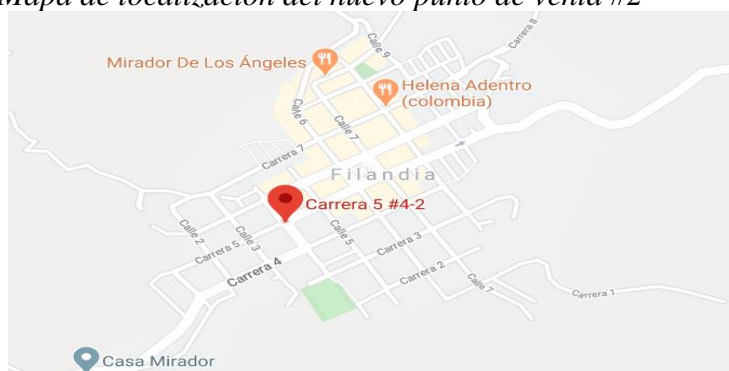 Mapa de localización del nuevo punto de venta #2
Calle 9
Carrera 8
Mirador De Los Ángeles
Helena Adentro
(colombia)
Calle 6
Calle 7
Carrera 7
Filandia
Carrera 5 #4-2
Calle 2
Calle 3
Calle 5
Carrera 5
Carrera 3
Carrera 4
Carrera 2
Calle 7
Carrera 1
Casa Mirador